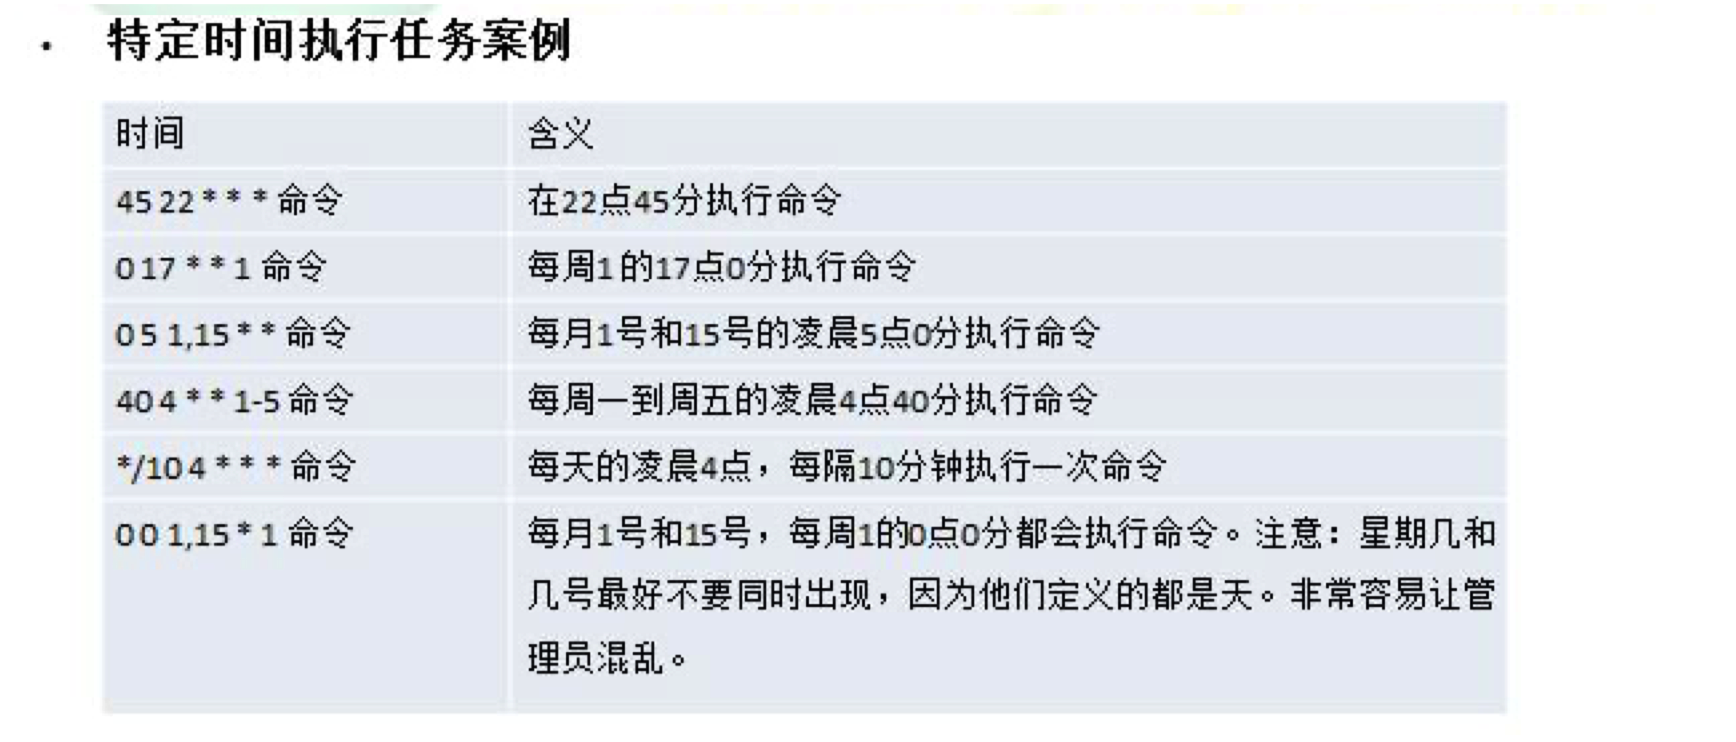 · 特定时间执行任务案例
时间 含义
45 22 * * * 命令 在22点45分执行命令
0 17 * * 1 命令 每周1的17点0分执行命令
0 5 1,15 * * 命令 每月1号和15号的凌晨5点0分执行命令
40 4 * * 1-5 命令 每周一到周五的凌晨4点40分执行命令
*/10 4 * * * 命令 每天的凌晨4点，每隔10分钟执行一次命令
0 0 1,15 * 1 命令 每月1号和15号，每周1的0点0分都会执行命令。注意：星期几和
几号最好不要同时出现，因为他们定义的都是天。非常容易让管
理员混乱。